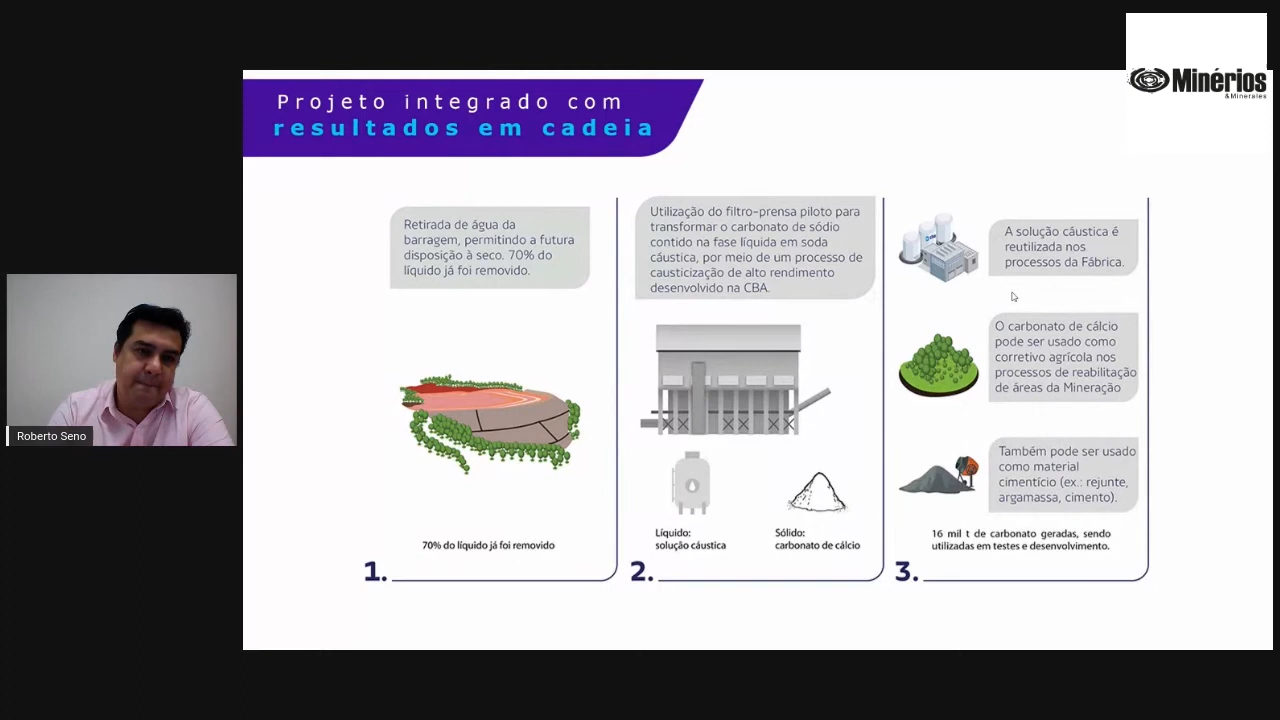 Minérios
& Minerales
Projeto integrado com
resultados em cadeia
Retirada de água da
barragem, permitindo a futura
disposição à seco. 70% do
líquido já foi removido.
70% do líquido já foi removido
1.
Utilização do filtro-prensa piloto para
transformar o carbonato de sódio
contido na fase líquida em soda
cáustica, por meio de um processo de
causticização de alto rendimento
desenvolvido na CBA.
Líquido:
solução cáustica
Sólido:
carbonato de cálcio
2.
A solução cáustica é
reutilizada nos
processos da Fábrica.
O carbonato de cálcio
pode ser usado como
corretivo agrícola nos
processos de reabilitação
de áreas da Mineração
Também pode ser usado
como material
cimentício (ex.: rejunte,
argamassa, cimento).
16 mil t de carbonato geradas, sendo
utilizadas em testes e desenvolvimento.
3.
Roberto Seno